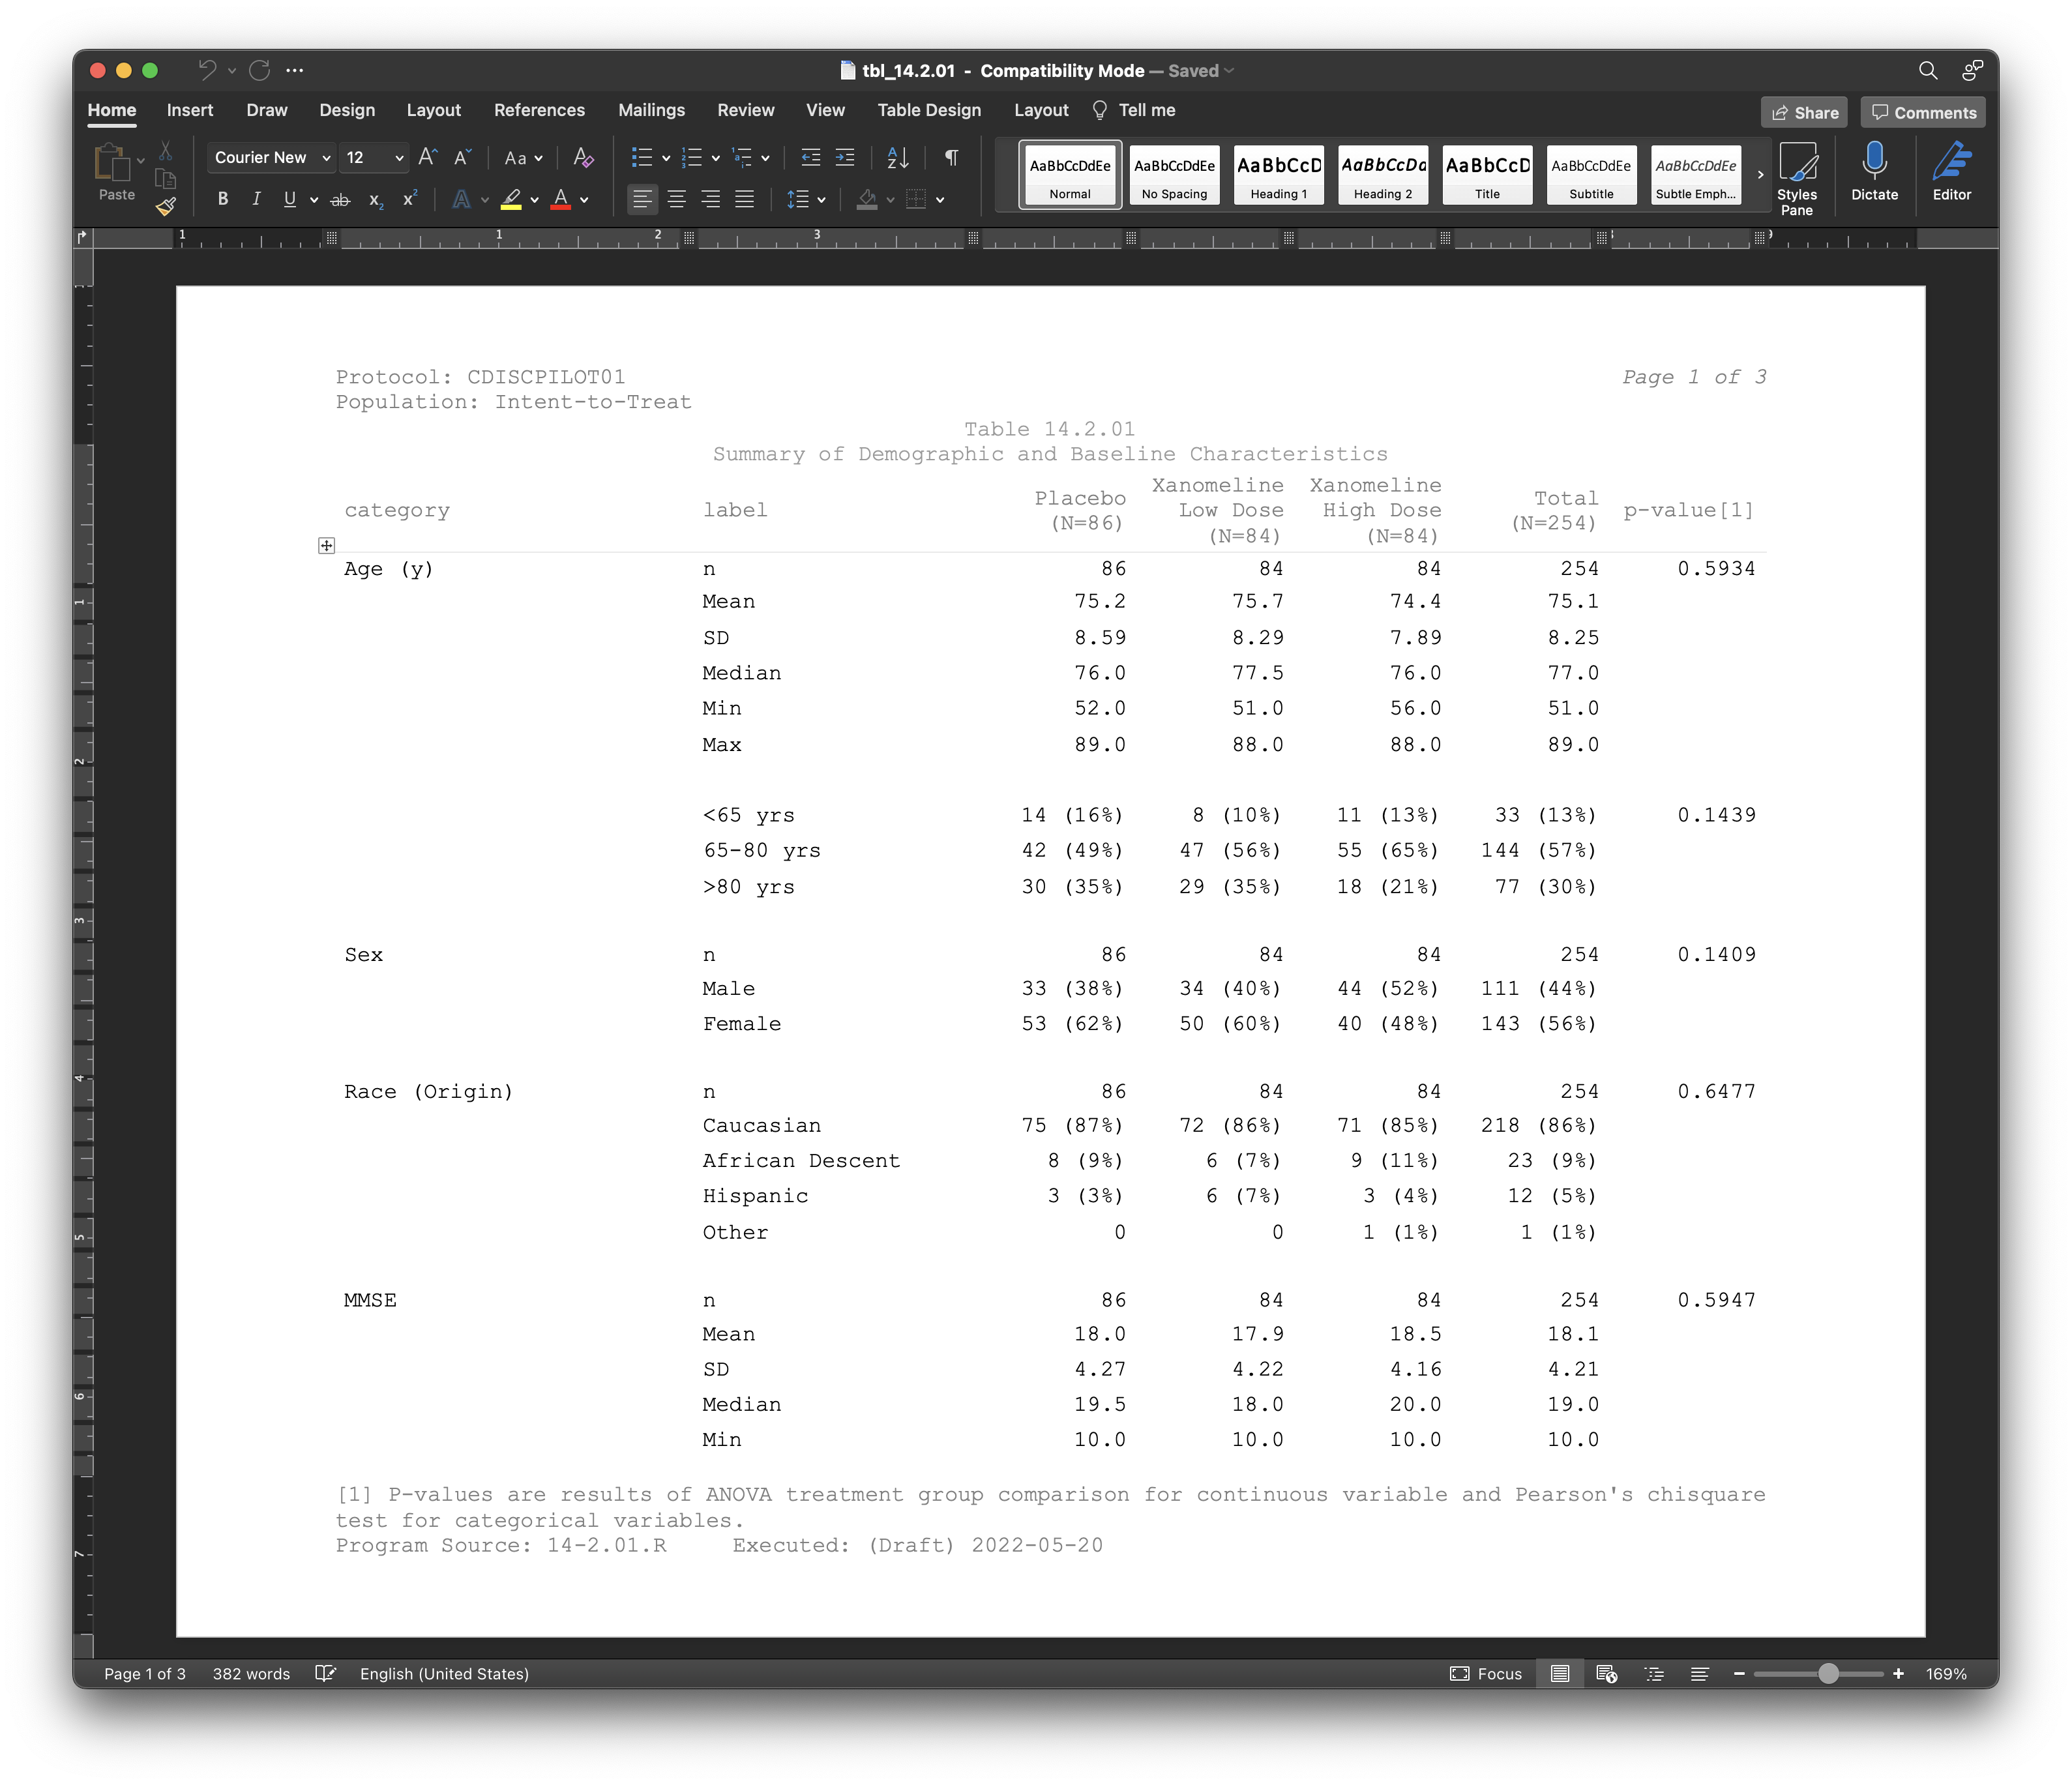 tbl_14.2.01 - Compatibility Mode — Saved
Home Insert Draw Design Layout References Mailings Review View Table Design Layout Tell me Share Comments
Paste Courier New 12 Aa
AaBbCcDdEe AaBbCcDdEe AaBbCcD AaBbCcDd AaBbCcD AaBbCcDdEe AaBbCcDdEe
Normal No Spacing Heading 1 Heading 2 Title Subtitle Subtle Emph...
Styles Pane Dictate Editor
Protocol: CDISCPILOT01 Page 1 of 3
Population: Intent-to-Treat
Table 14.2.01
Summary of Demographic and Baseline Characteristics
category label Placebo (N=86) Xanomeline Low Dose (N=84) Xanomeline High Dose (N=84) Total (N=254) p-value[1]
Age (y) n 86 84 84 254 0.5934
Mean 75.2 75.7 74.4 75.1
SD 8.59 8.29 7.89 8.25
Median 76.0 77.5 76.0 77.0
Min 52.0 51.0 56.0 51.0
Max 89.0 88.0 88.0 89.0
<65 yrs 14 (16%) 8 (10%) 11 (13%) 33 (13%) 0.1439
65-80 yrs 42 (49%) 47 (56%) 55 (65%) 144 (57%)
>80 yrs 30 (35%) 29 (35%) 18 (21%) 77 (30%)
Sex n 86 84 84 254 0.1409
Male 33 (38%) 34 (40%) 44 (52%) 111 (44%)
Female 53 (62%) 50 (60%) 40 (48%) 143 (56%)
Race (Origin) n 86 84 84 254 0.6477
Caucasian 75 (87%) 72 (86%) 71 (85%) 218 (86%)
African Descent 8 (9%) 6 (7%) 9 (11%) 23 (9%)
Hispanic 3 (3%) 6 (7%) 3 (4%) 12 (5%)
Other 0 0 1 (1%) 1 (1%)
MMSE n 86 84 84 254 0.5947
Mean 18.0 17.9 18.5 18.1
SD 4.27 4.22 4.16 4.21
Median 19.5 18.0 20.0 19.0
Min 10.0 10.0 10.0 10.0
[1] P-values are results of ANOVA treatment group comparison for continuous variable and Pearson's chisquare
test for categorical variables.
Program Source: 14-2.01.R Executed: (Draft) 2022-05-20
Page 1 of 3 382 words English (United States) Focus 169%